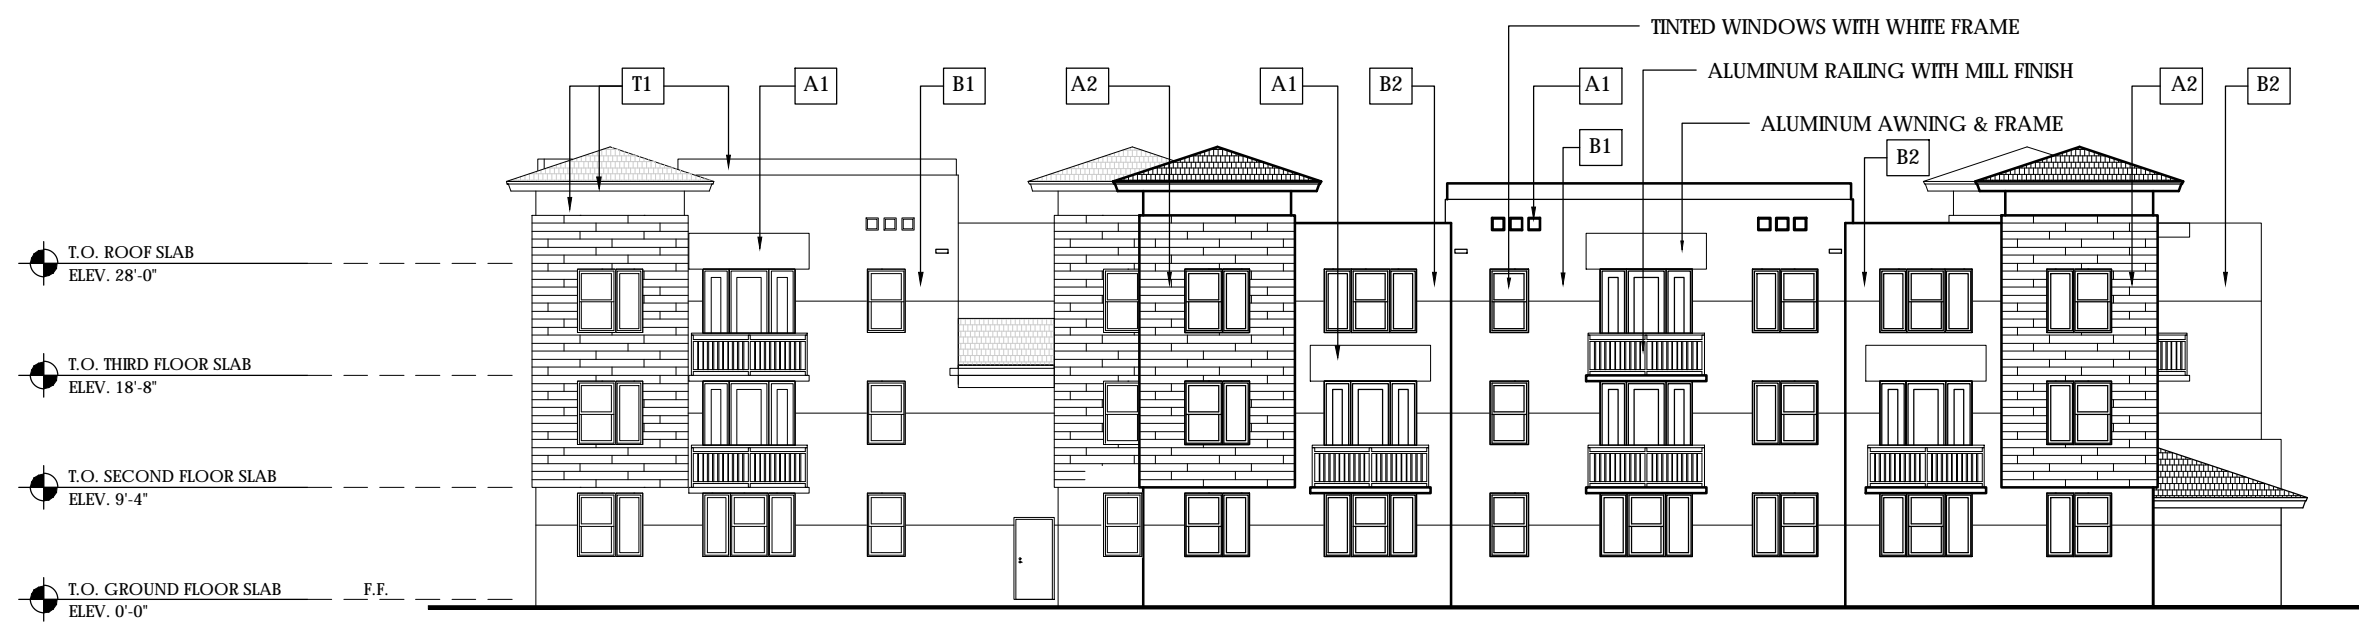 TINTED WINDOWS WITH WHITE FRAME
ALUMINUM RAILING WITH MILL FINISH
T1
A1
B1
A2
A1
B2
A1
A2
B2
ALUMINUM AWNING & FRAME
B1
B2
T.O. ROOF SLAB
ELEV. 28'-0"
T.O. THIRD FLOOR SLAB
ELEV. 18'-8"
T.O. SECOND FLOOR SLAB
ELEV. 9'-4"
T.O. GROUND FLOOR SLAB F.F.
ELEV. 0'-0"